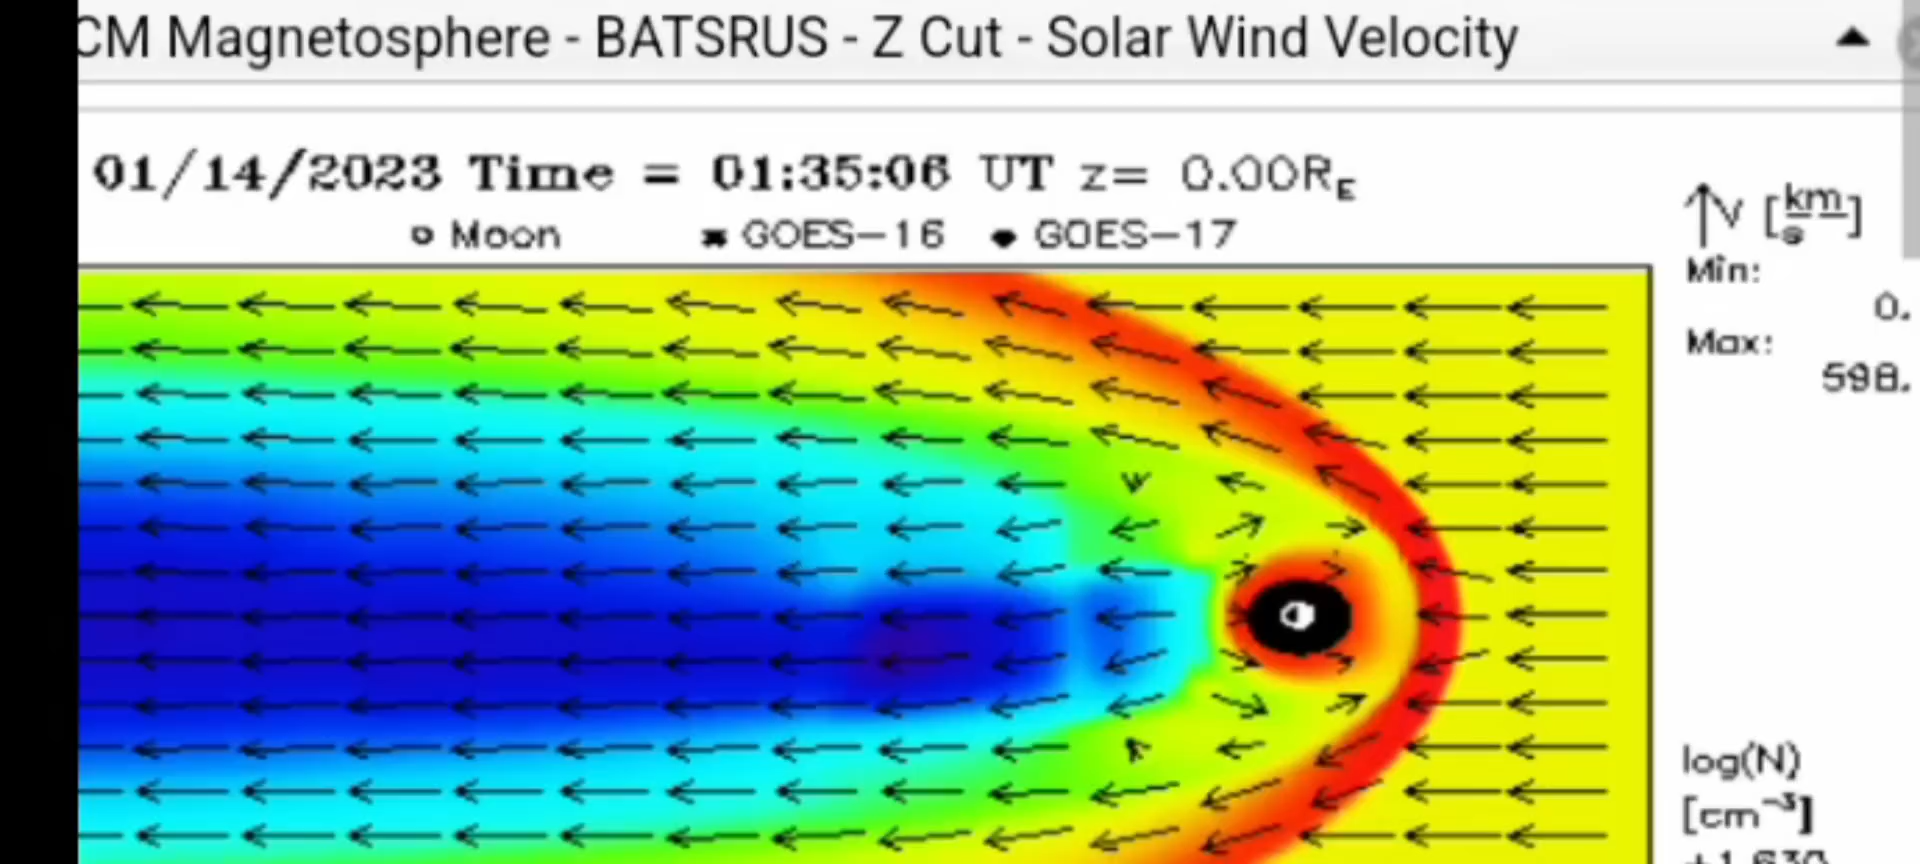 CM Magnetosphere - BATSRUS - Z Cut - Solar Wind Velocity
01/14/2023 Time = 01:35:06 UT z= 0.00RE
Moon GOES-16 GOES-17
V [km/s]
Min:
0.
Max:
598.
log(N)
[cm-3]